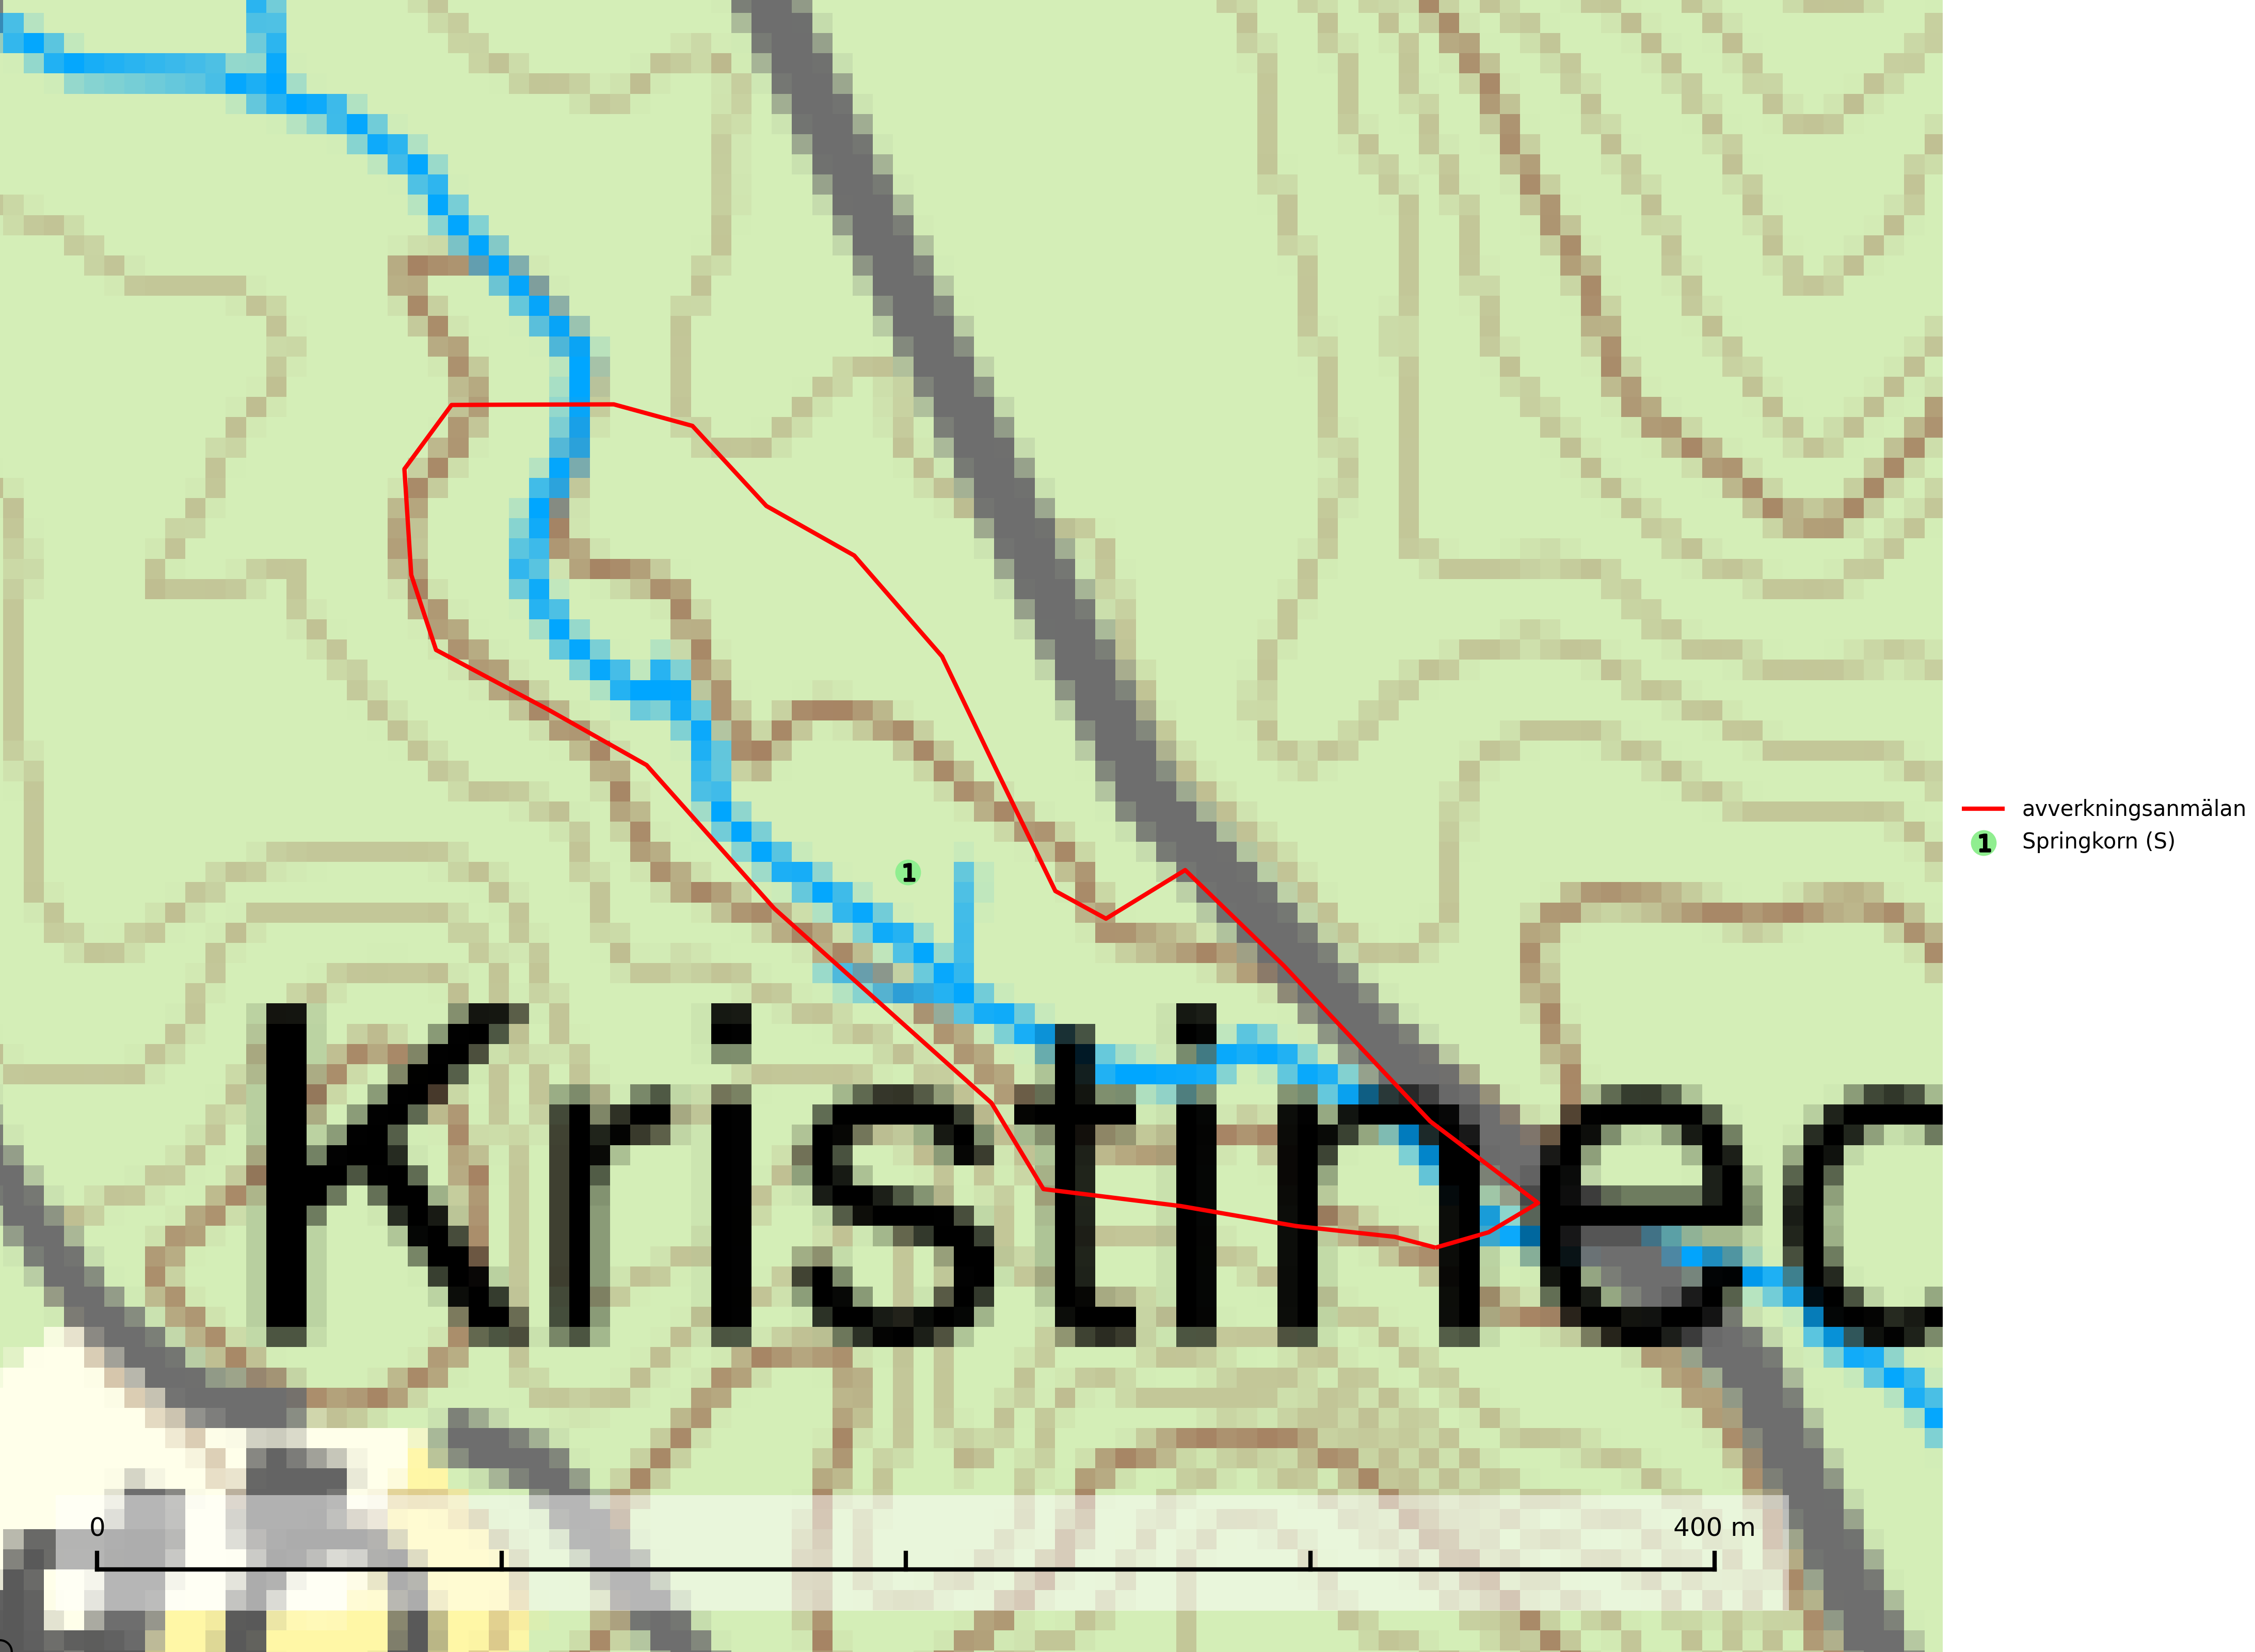 avverkningsanmälan
1 Springkorn (S)
1
Kristinec
0 400 m